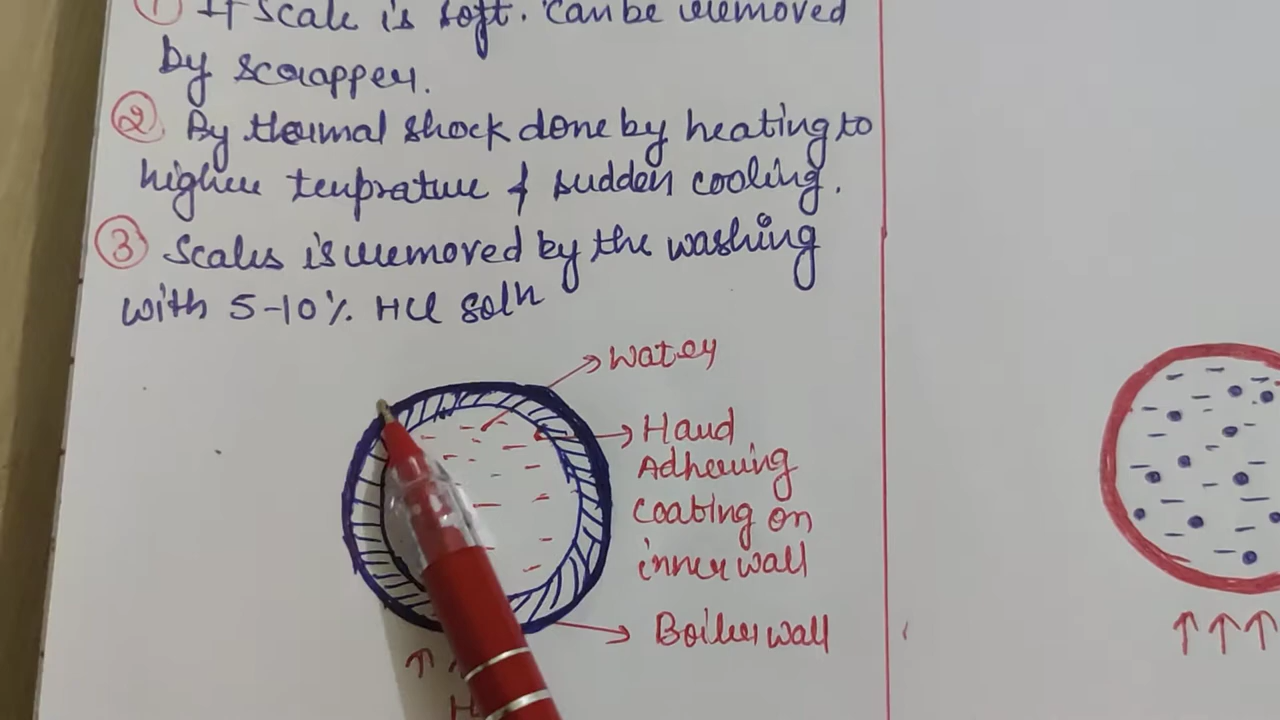 ① If scale is soft. Can be removed
by scrapper.
② By thermal shock done by heating to
higher temprature & sudden cooling.
③ Scales is removed by the washing
with 5-10% HCl soln
Water
Hard
Adhering
coating on
inner wall
Boiler wall
H